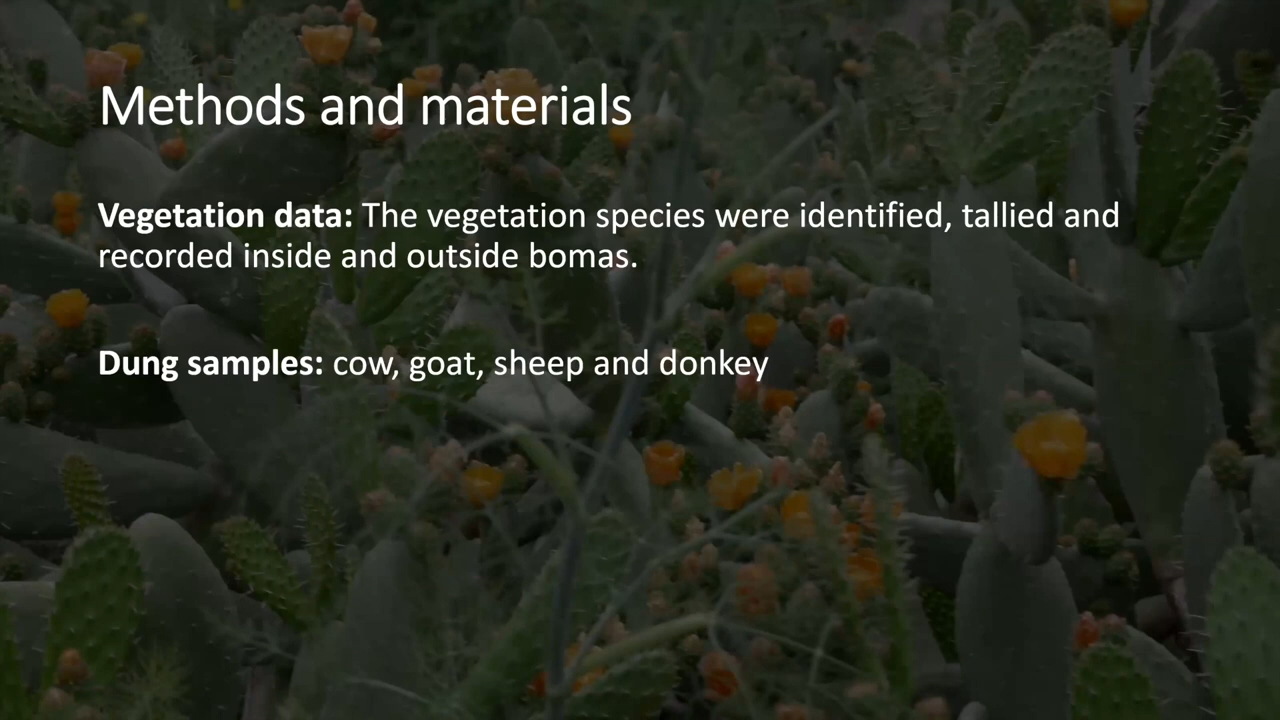 Methods and materials
Vegetation data: The vegetation species were identified, tallied and
recorded inside and outside bomas.
Dung samples: cow, goat, sheep and donkey